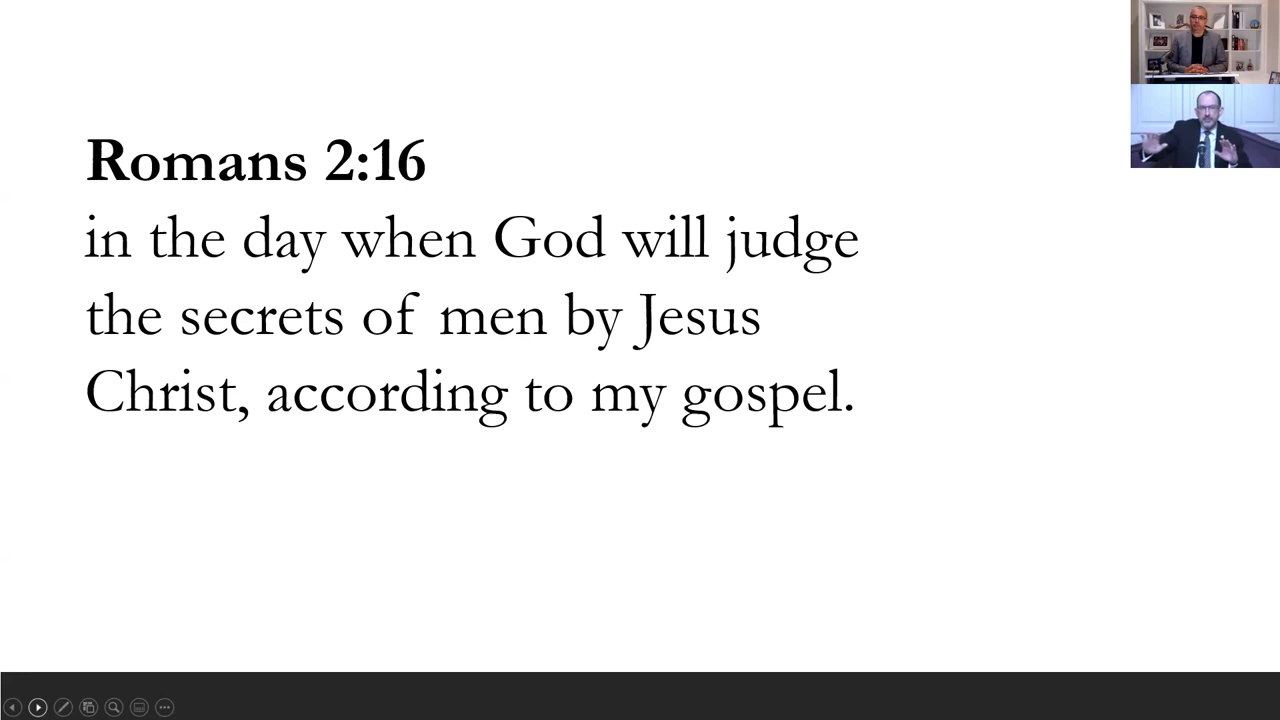 Romans 2:16
in the day when God will judge
the secrets of men by Jesus
Christ, according to my gospel.